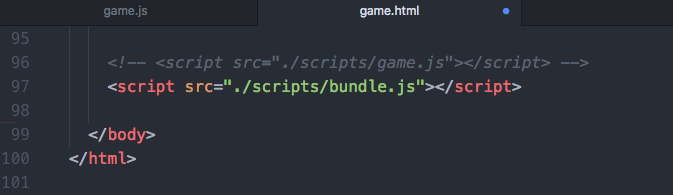 game.js game.html
95
96 <!-- <script src="./scripts/game.js"></script> -->
97 <script src="./scripts/bundle.js"></script>
98
99 </body>
100 </html>
101